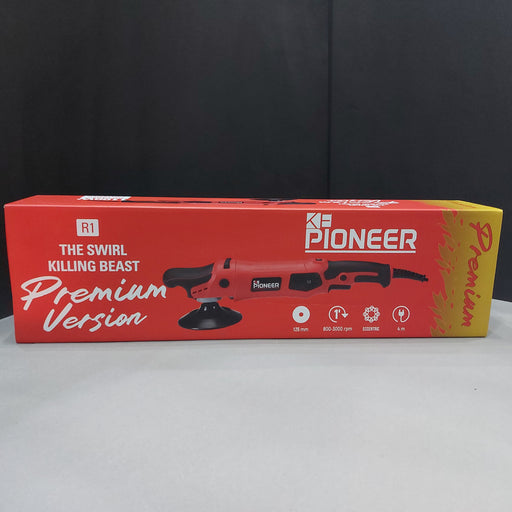 R1
THE SWIRL
KILLING BEAST
Premium
Version
PIONEER
PIONEER
125 mm
800-3000 rpm
ECCENTRIC
4 m
Premium